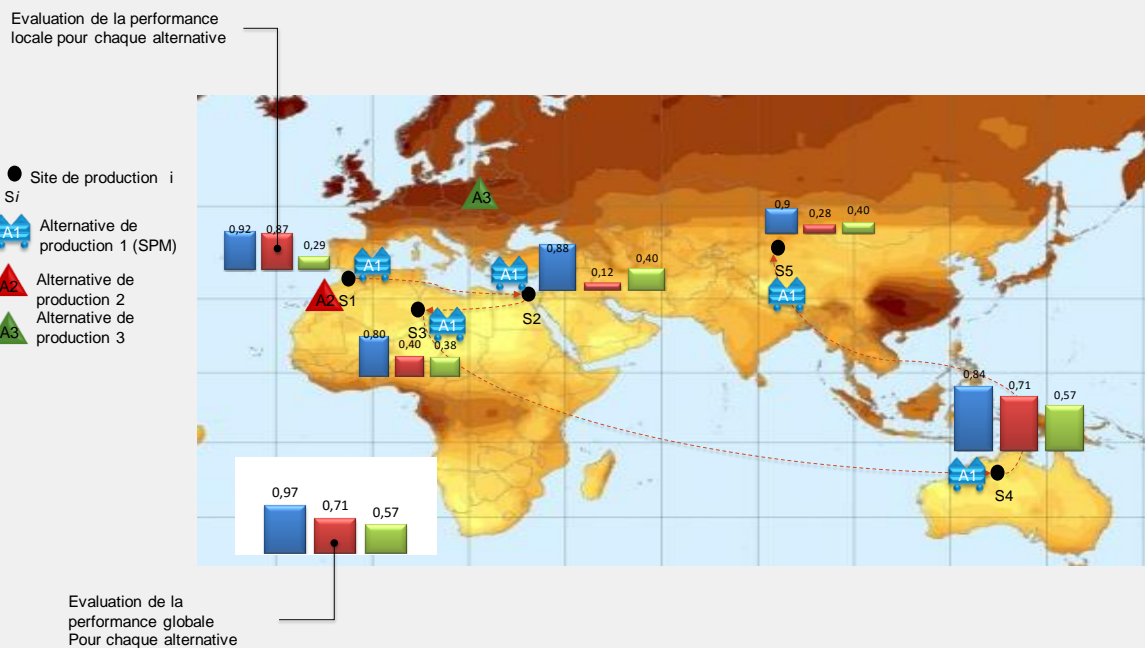 Evaluation de la performance
locale pour chaque alternative
Site de production i
Si
A1
Alternative de
production 1 (SPM)
A2
Alternative de
production 2
A3
Alternative de
production 3
A3
0,92 0,87 0,29
A1
A2 S1
A1
0,88 0,12 0,40
S2
S3
A1
0,80 0,40 0,38
0,9 0,28 0,40
S5
A1
0,84 0,71 0,57
A1
S4
0,97 0,71 0,57
Evaluation de la
performance globale
Pour chaque alternative